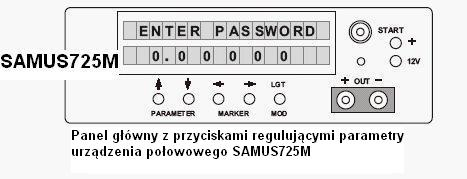 ENTER PASSWORD
0.00000
SAMUS725M
START
+
12V
+ OUT −
PARAMETER
MARKER
LGT
MOD
Panel główny z przyciskami regulującymi parametry
urządzenia połowowego SAMUS725M